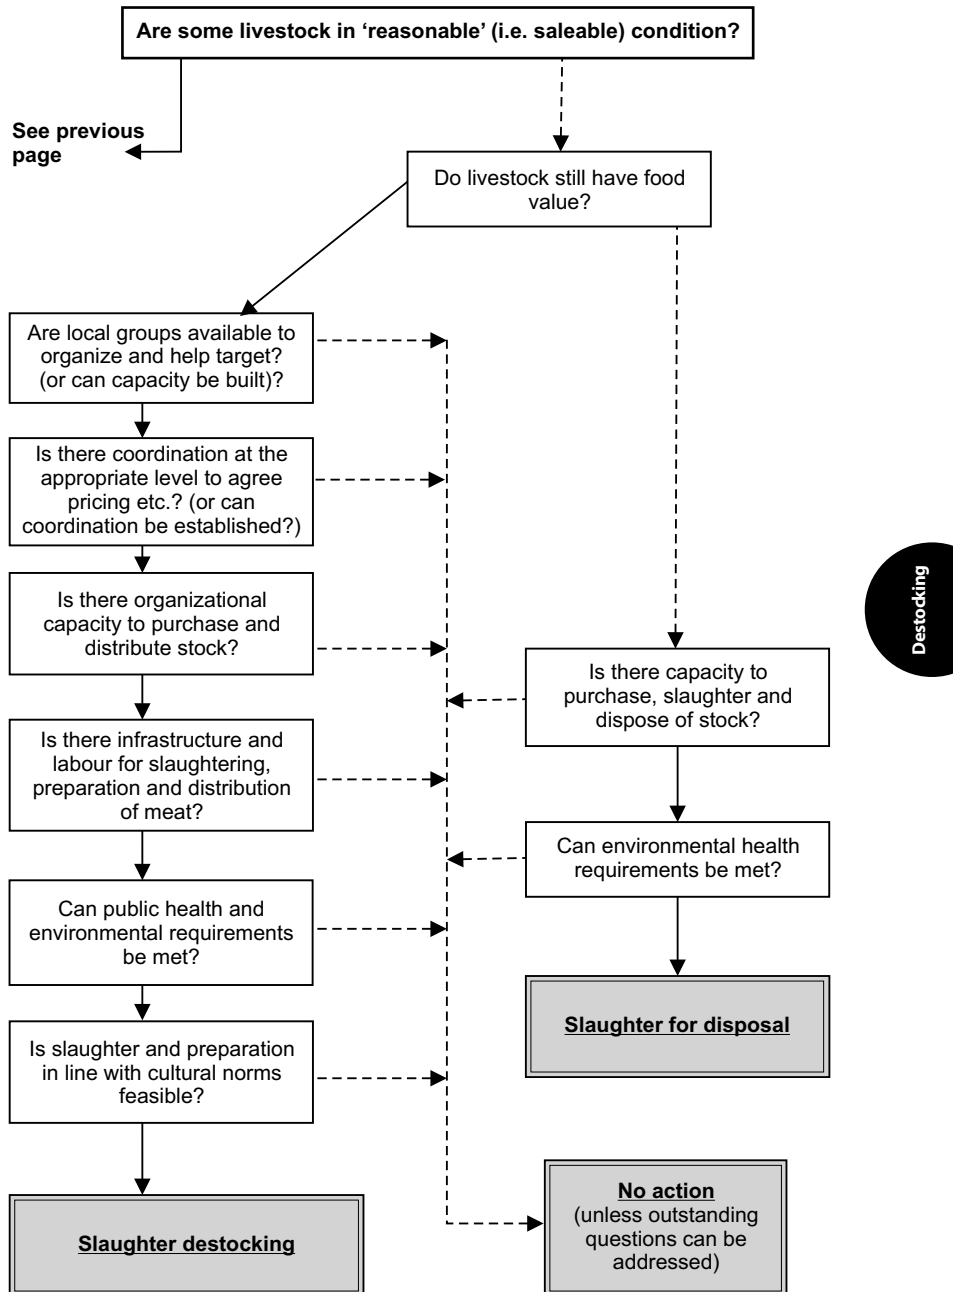 Are some livestock in ‘reasonable’ (i.e. saleable) condition?
See previous
page
Do livestock still have food
value?
Are local groups available to
organize and help target?
(or can capacity be built)?
Is there coordination at the
appropriate level to agree
pricing etc.? (or can
coordination be established?)
Is there organizational
capacity to purchase and
distribute stock?
Is there infrastructure and
labour for slaughtering,
preparation and distribution
of meat?
Can public health and
environmental requirements
be met?
Is slaughter and preparation
in line with cultural norms
feasible?
Slaughter destocking
Is there capacity to
purchase, slaughter and
dispose of stock?
Can environmental health
requirements be met?
Slaughter for disposal
No action
(unless outstanding
questions can be
addressed)
Destocking